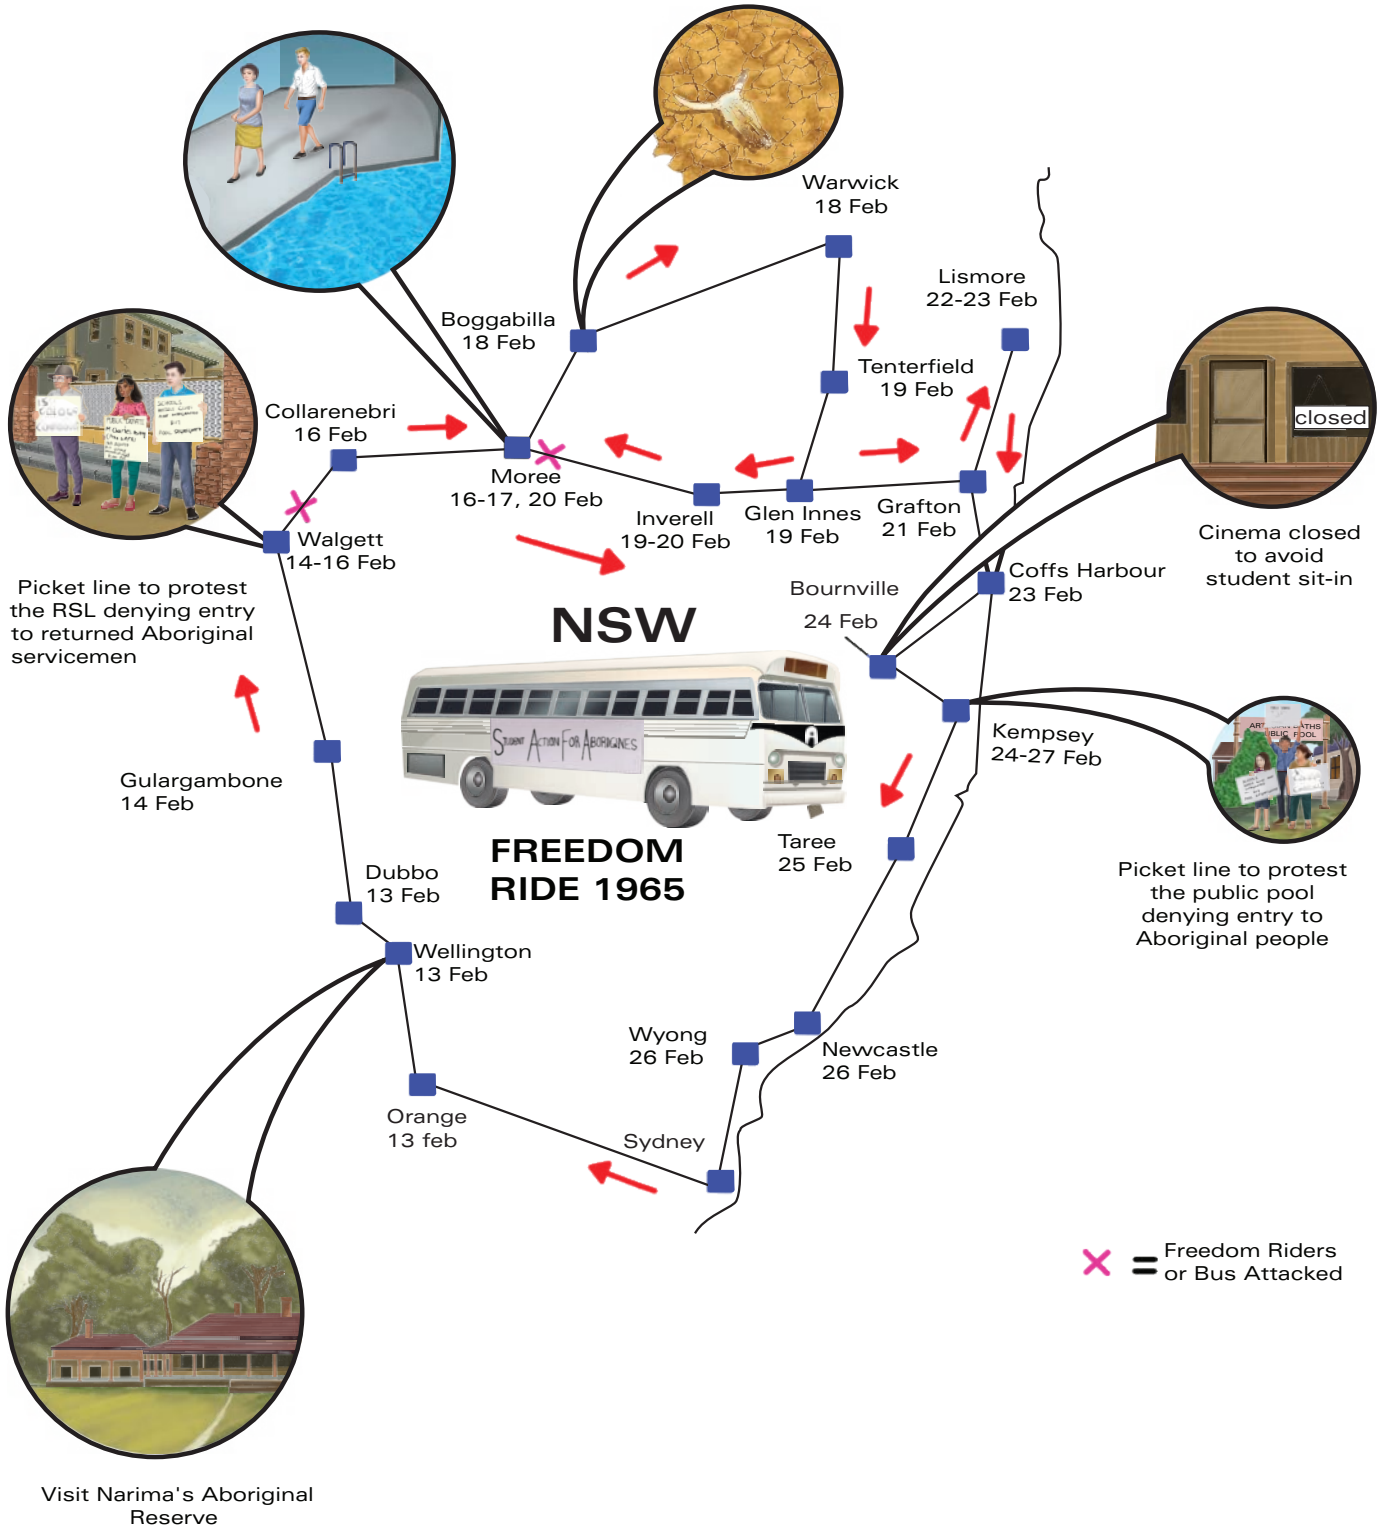 Warwick
18 Feb
Lismore
22-23 Feb
Boggabilla
18 Feb
Tenterfield
19 Feb
closed
Collarenebri
16 Feb
Moree
16-17, 20 Feb
Inverell
19-20 Feb
Glen Innes
19 Feb
Grafton
21 Feb
Cinema closed
to avoid
student sit-in
Walgett
14-16 Feb
Picket line to protest
the RSL denying entry
to returned Aboriginal
servicemen
Coffs Harbour
23 Feb
Bournville
24 Feb
NSW
STUDENT ACTION FOR ABORIGINES
FREEDOM
RIDE 1965
Kempsey
24-27 Feb
Gulargambone
14 Feb
Taree
25 Feb
Picket line to protest
the public pool
denying entry to
Aboriginal people
Dubbo
13 Feb
Wellington
13 Feb
Wyong
26 Feb
Newcastle
26 Feb
Orange
13 feb
Sydney
Freedom Riders
or Bus Attacked
Visit Narima's Aboriginal
Reserve